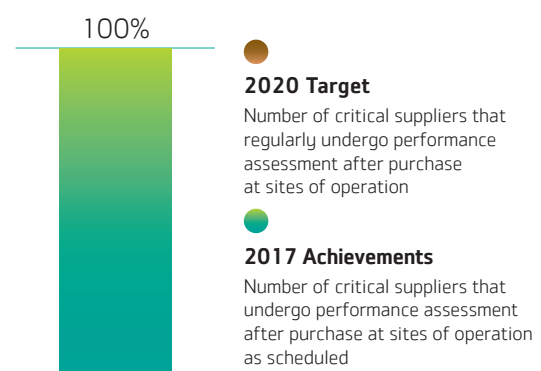 100%
2020 Target
Number of critical suppliers that
regularly undergo performance
assessment after purchase
at sites of operation
2017 Achievements
Number of critical suppliers that
undergo performance assessment
after purchase at sites of operation
as scheduled